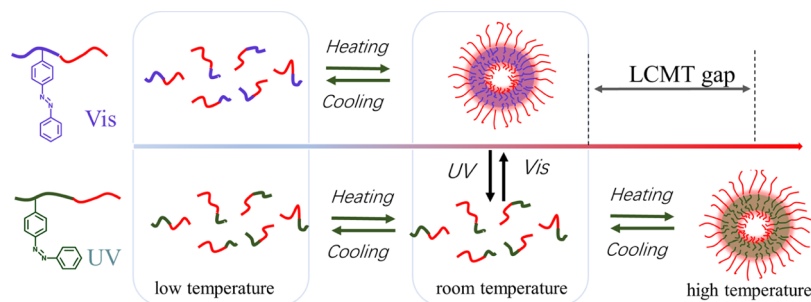 Heating
Cooling
LCMT gap
N
N
Vis
UV
Vis
Heating
Cooling
Heating
Cooling
N
N
UV
low temperature
room temperature
high temperature